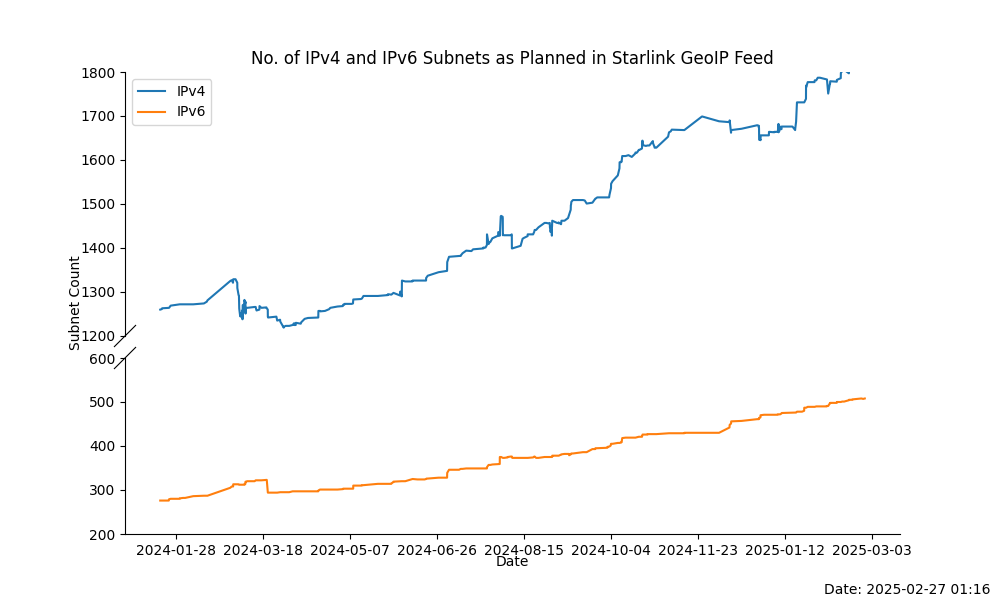 No. of IPv4 and IPv6 Subnets as Planned in Starlink GeoIP Feed
IPv4
IPv6
1800
1700
1600
1500
1400
1300
1200
600
500
400
300
200
Subnet Count
2024-01-28 2024-03-18 2024-05-07 2024-06-26 2024-08-15 2024-10-04 2024-11-23 2025-01-12 2025-03-03
Date
Date: 2025-02-27 01:16